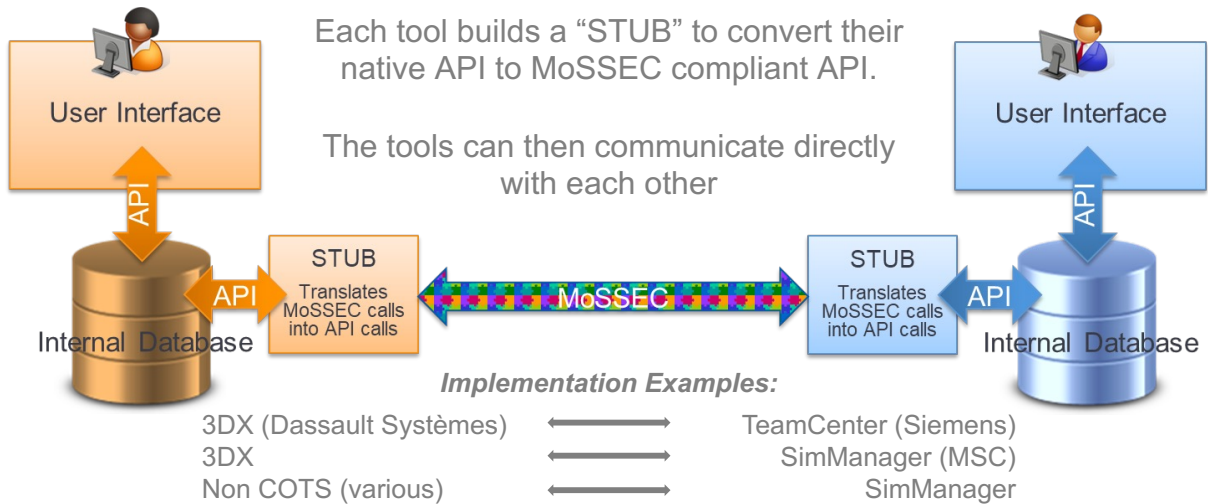 Each tool builds a “STUB” to convert their
native API to MoSSEC compliant API.
The tools can then communicate directly
with each other
User Interface
User Interface
API
API
STUB
Translates
MoSSEC calls
into API calls
STUB
Translates
MoSSEC calls
into API calls
API
MoSSEC
API
Internal Database
Internal Database
Implementation Examples:
3DX (Dassault Systèmes) TeamCenter (Siemens)
3DX SimManager (MSC)
Non COTS (various) SimManager